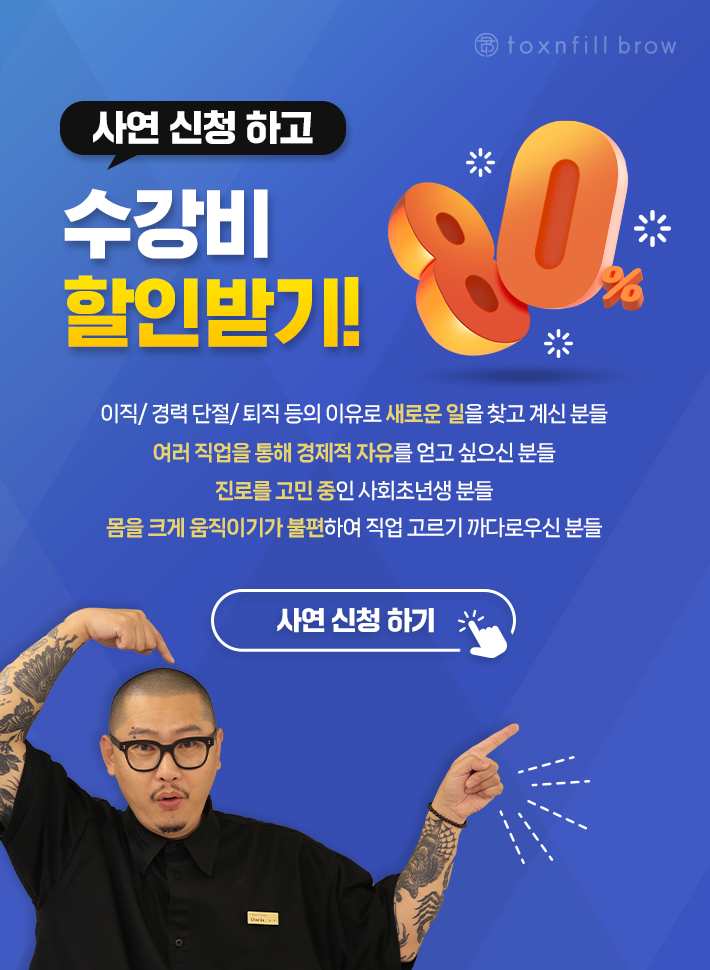 toxnfill brow
사연 신청 하고
수강비
할인받기!
80%
이직/ 경력 단절/ 퇴직 등의 이유로 새로운 일을 찾고 계신 분들
여러 직업을 통해 경제적 자유를 얻고 싶으신 분들
진로를 고민 중인 사회초년생 분들
몸을 크게 움직이기가 불편하여 직업 고르기 까다로우신 분들
사연 신청 하기